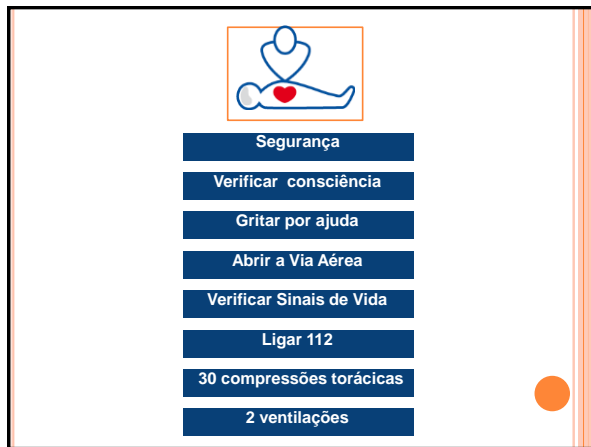 Segurança
Verificar consciência
Gritar por ajuda
Abrir a Via Aérea
Verificar Sinais de Vida
Ligar 112
30 compressões torácicas
2 ventilações